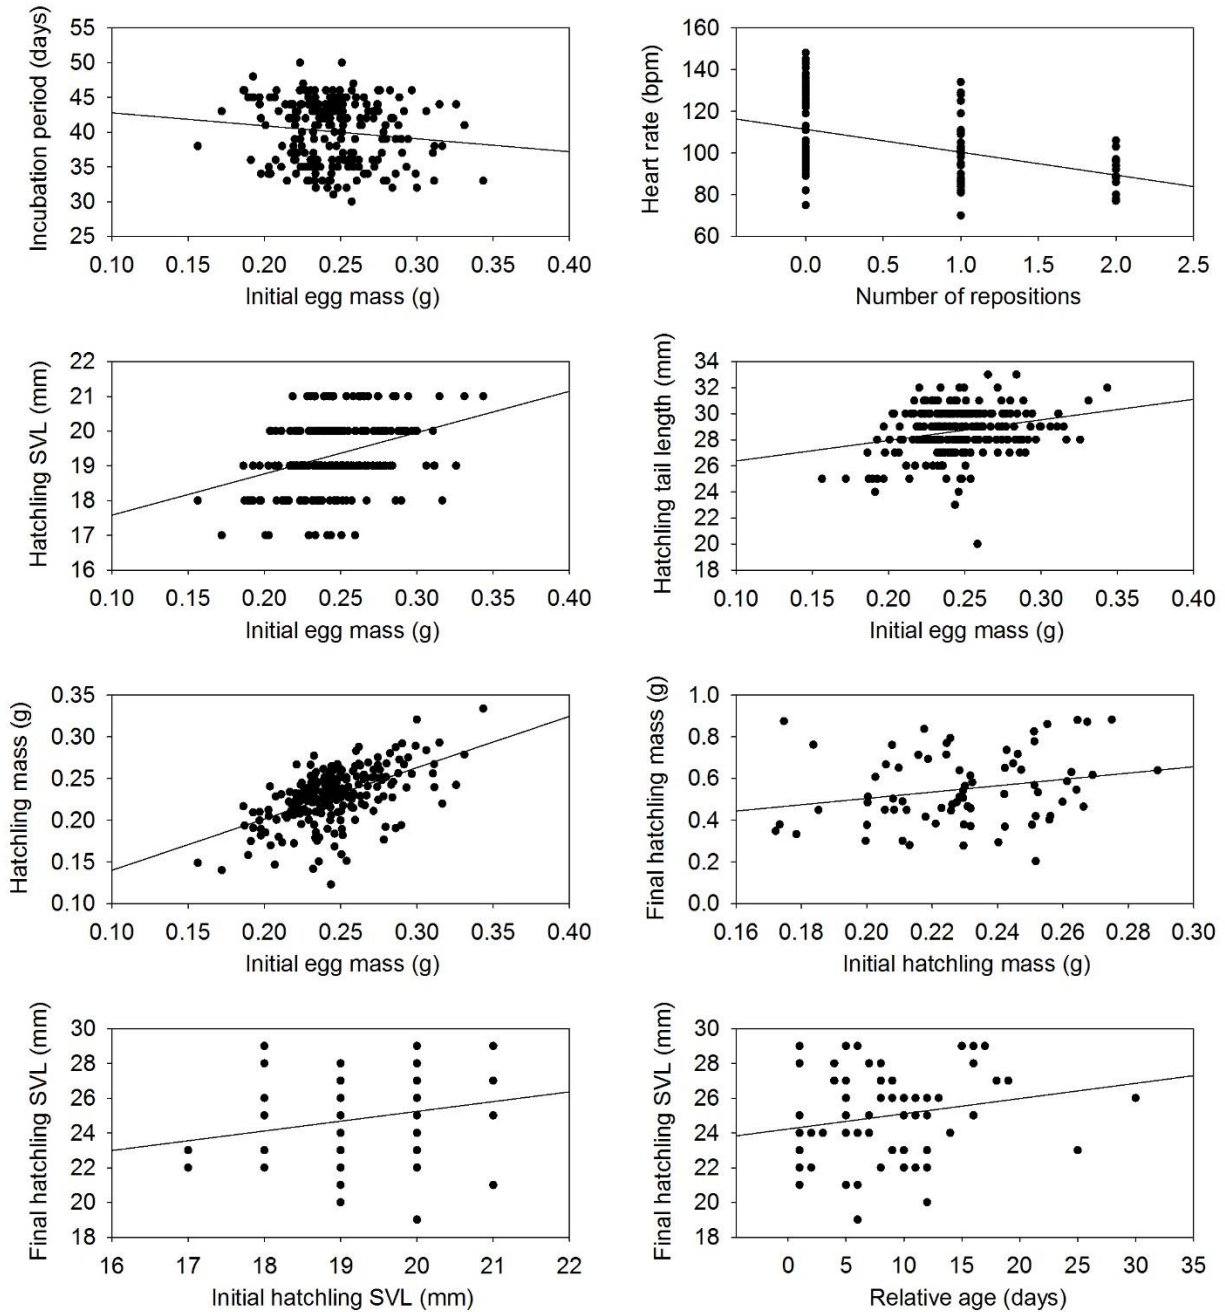 Incubation period (days)
55
50
45
40
35
30
25
0.10 0.15 0.20 0.25 0.30 0.35 0.40
Initial egg mass (g)
Heart rate (bpm)
160
140
120
100
80
60
0.0 0.5 1.0 1.5 2.0 2.5
Number of repositions
Hatchling SVL (mm)
22
21
20
19
18
17
16
0.10 0.15 0.20 0.25 0.30 0.35 0.40
Initial egg mass (g)
Hatchling tail length (mm)
34
32
30
28
26
24
22
20
18
0.10 0.15 0.20 0.25 0.30 0.35 0.40
Initial egg mass (g)
Hatchling mass (g)
0.35
0.30
0.25
0.20
0.15
0.10
0.10 0.15 0.20 0.25 0.30 0.35 0.40
Initial egg mass (g)
Final hatchling mass (g)
1.0
0.8
0.6
0.4
0.2
0.0
0.16 0.18 0.20 0.22 0.24 0.26 0.28 0.30
Initial hatchling mass (g)
Final hatchling SVL (mm)
30
28
26
24
22
20
18
16 17 18 19 20 21 22
Initial hatchling SVL (mm)
Final hatchling SVL (mm)
30
28
26
24
22
20
18
0 5 10 15 20 25 30 35
Relative age (days)